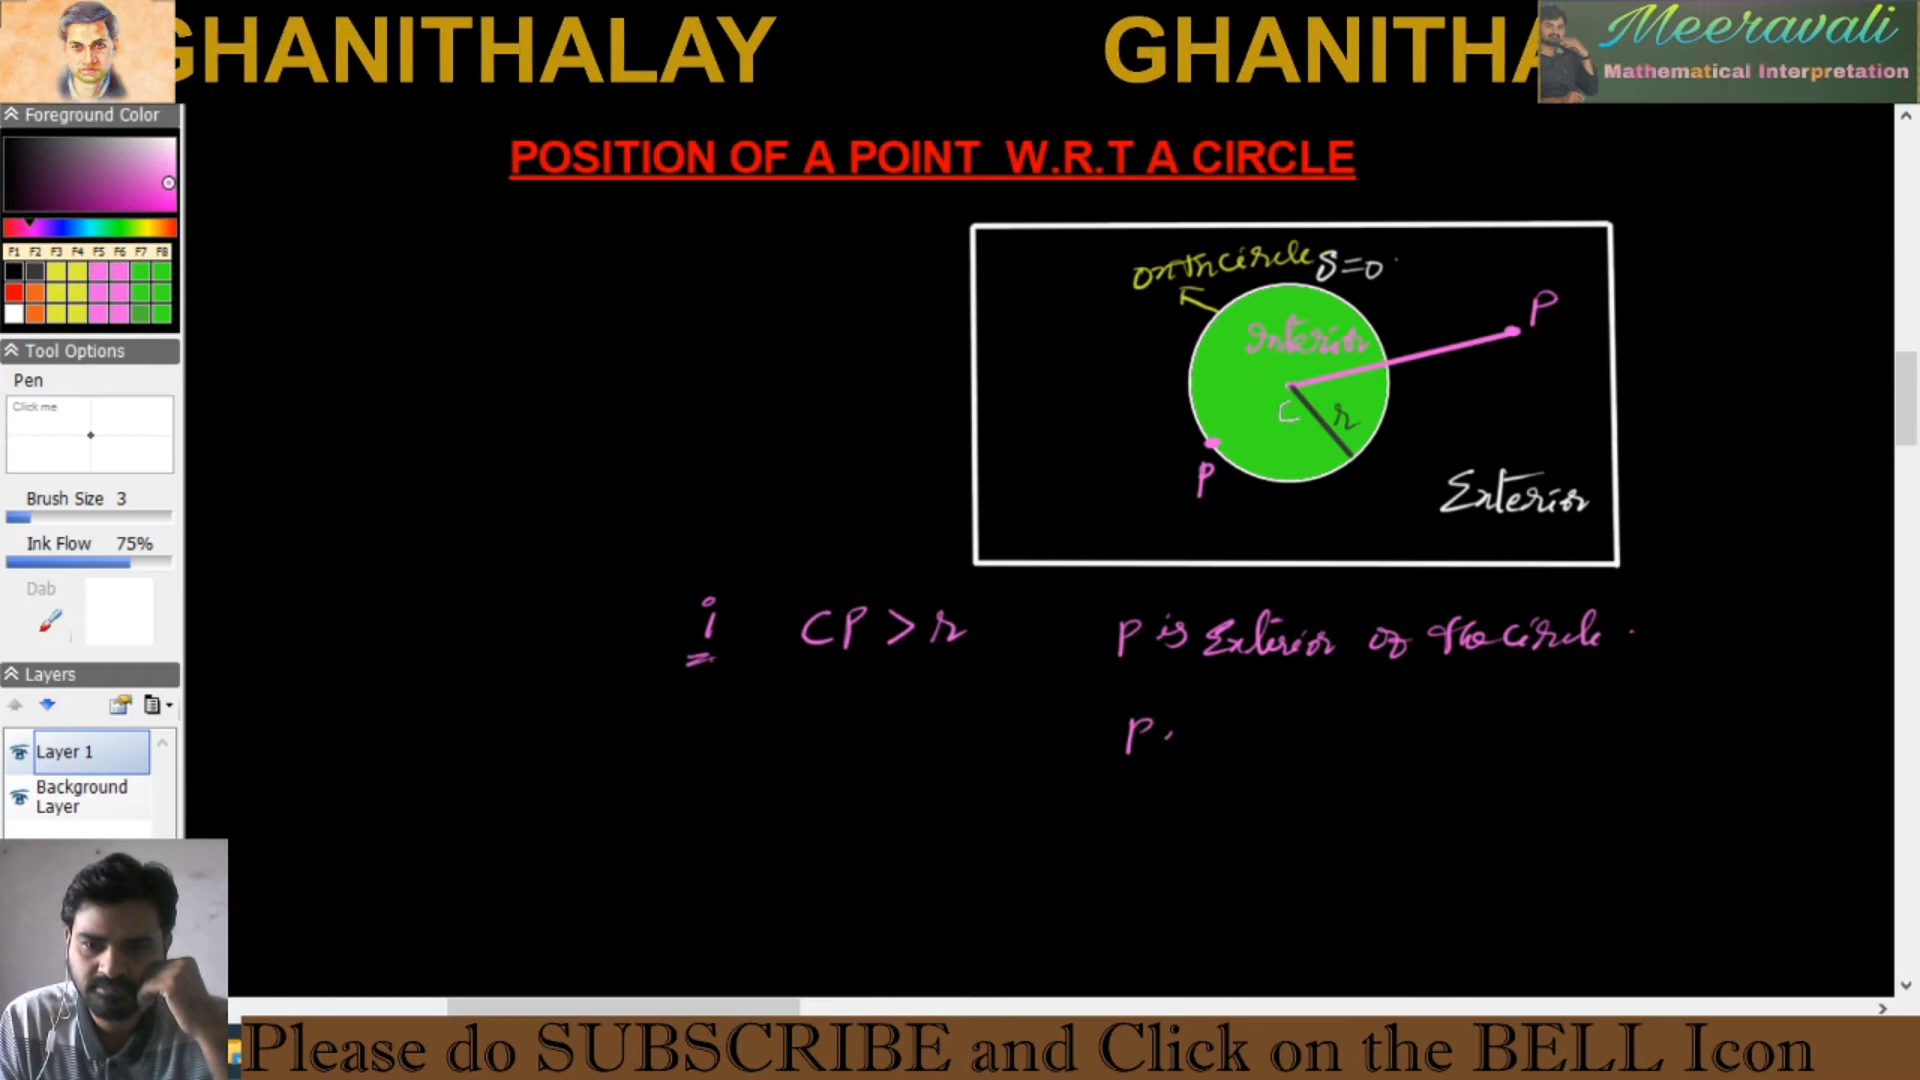 GHANITHALAY GHANITHA
Meeravali
Mathematical Interpretation
Foreground Color
F1 F2 F3 F4 F5 F6 F7 F8
Tool Options
Pen
Click me
Brush Size 3
Ink Flow 75%
Dab
Layers
Layer 1
Background
Layer
POSITION OF A POINT W.R.T A CIRCLE
on th circle S=0
P
Interior
C r
P
Exterior
i CP > r P is Exterior of the circle.
P
Please do SUBSCRIBE and Click on the BELL Icon